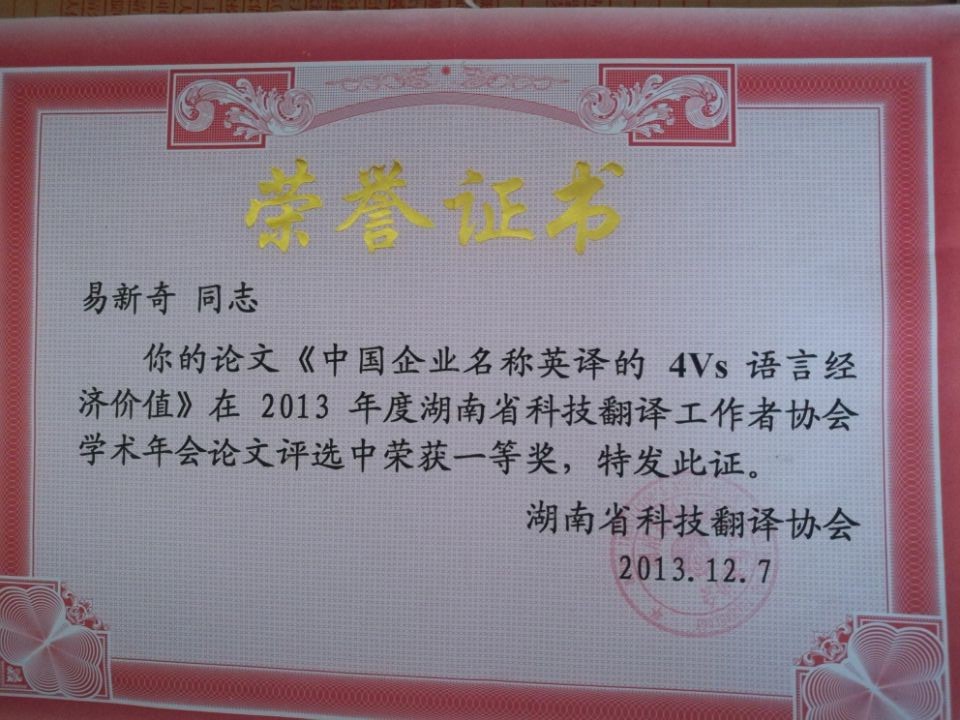 荣誉证书
易新奇 同志
你的论文《中国企业名称英译的 4Vs 语言经
济价值》在 2013 年度湖南省科技翻译工作者协会
学术年会论文评选中荣获一等奖，特发此证。
湖南省科技翻译协会
2013.12.7